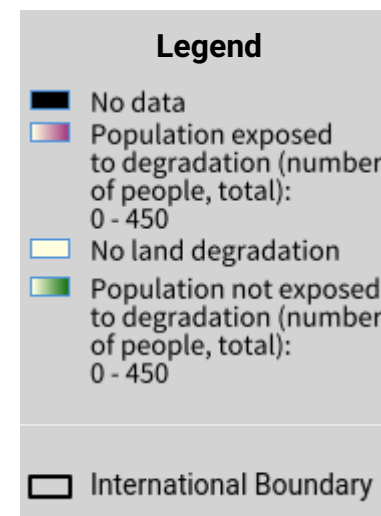 Legend
No data
Population exposed
to degradation (number
of people, total):
0 - 450
No land degradation
Population not exposed
to degradation (number
of people, total):
0 - 450
International Boundary